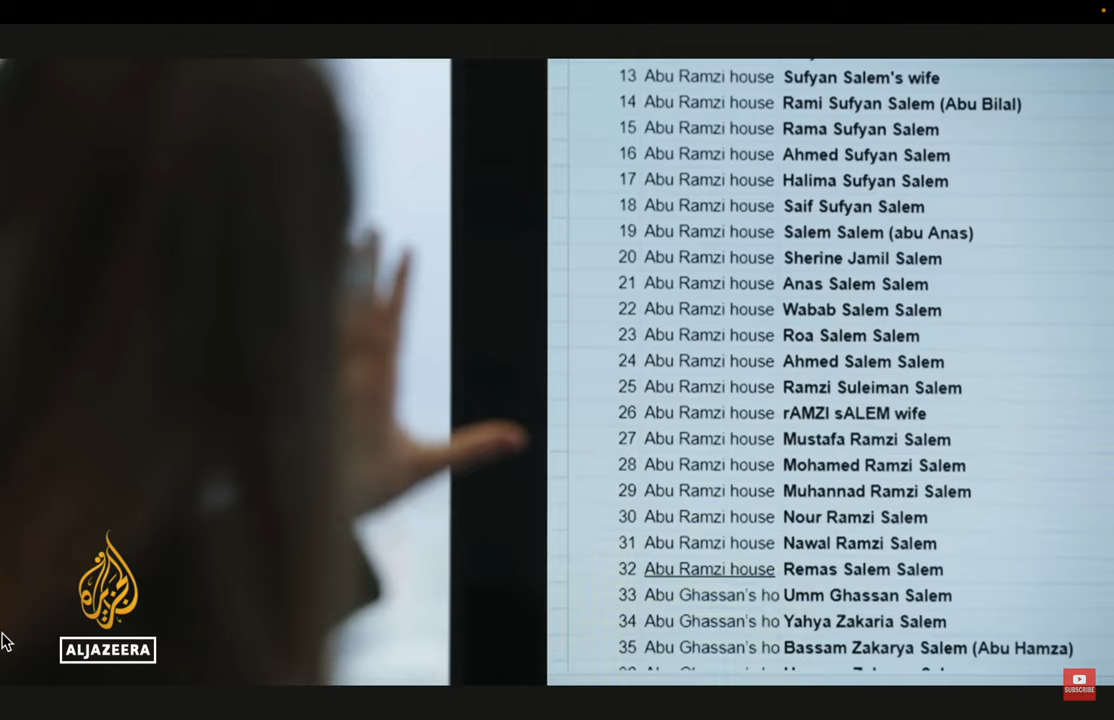 13 Abu Ramzi house Sufyan Salem's wife
14 Abu Ramzi house Rami Sufyan Salem (Abu Bilal)
15 Abu Ramzi house Rama Sufyan Salem
16 Abu Ramzi house Ahmed Sufyan Salem
17 Abu Ramzi house Halima Sufyan Salem
18 Abu Ramzi house Saif Sufyan Salem
19 Abu Ramzi house Salem Salem (abu Anas)
20 Abu Ramzi house Sherine Jamil Salem
21 Abu Ramzi house Anas Salem Salem
22 Abu Ramzi house Wabab Salem Salem
23 Abu Ramzi house Roa Salem Salem
24 Abu Ramzi house Ahmed Salem Salem
25 Abu Ramzi house Ramzi Suleiman Salem
26 Abu Ramzi house rAMZI sALEM wife
27 Abu Ramzi house Mustafa Ramzi Salem
28 Abu Ramzi house Mohamed Ramzi Salem
29 Abu Ramzi house Muhannad Ramzi Salem
30 Abu Ramzi house Nour Ramzi Salem
31 Abu Ramzi house Nawal Ramzi Salem
32 Abu Ramzi house Remas Salem Salem
33 Abu Ghassan's ho Umm Ghassan Salem
34 Abu Ghassan's ho Yahya Zakaria Salem
35 Abu Ghassan's ho Bassam Zakarya Salem (Abu Hamza)
الجزيرة
ALJAZEERA
SUBSCRIBE